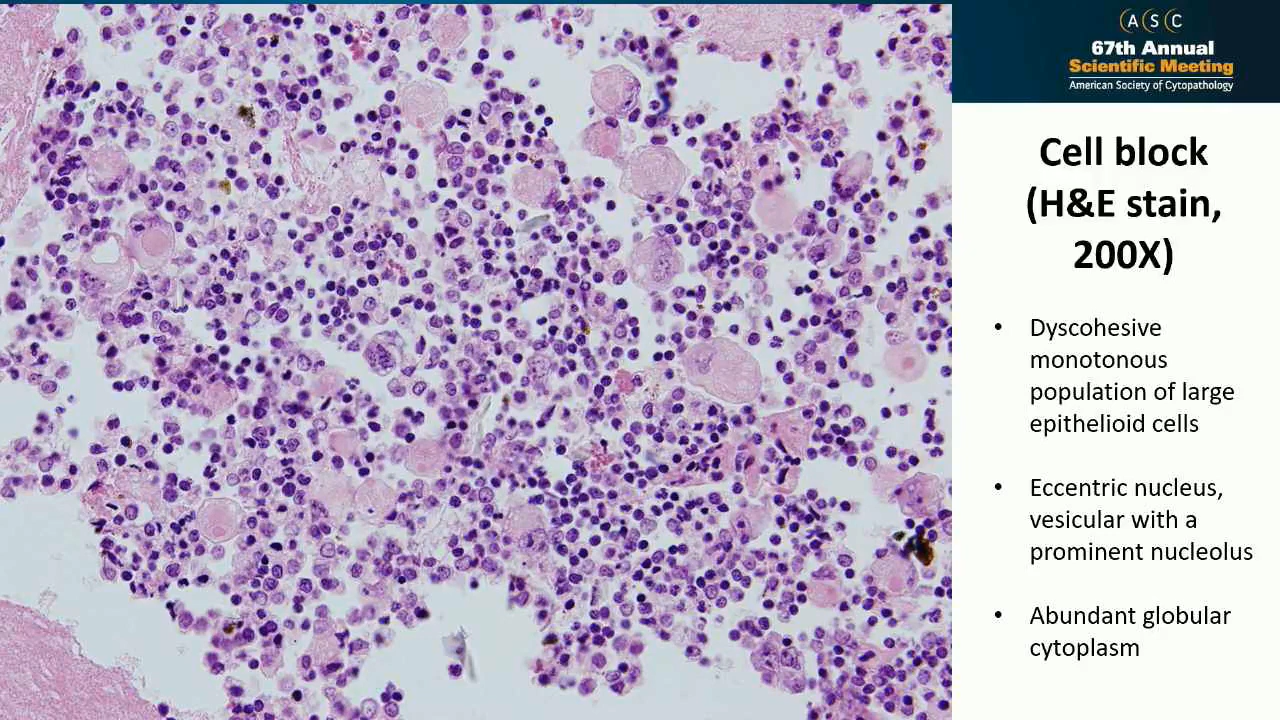 (A(S(C
67th Annual
Scientific Meeting
American Society of Cytopathology
Cell block
(H&E stain,
200X)
• Dyscohesive
monotonous
population of large
epithelioid cells
• Eccentric nucleus,
vesicular with a
prominent nucleolus
• Abundant globular
cytoplasm